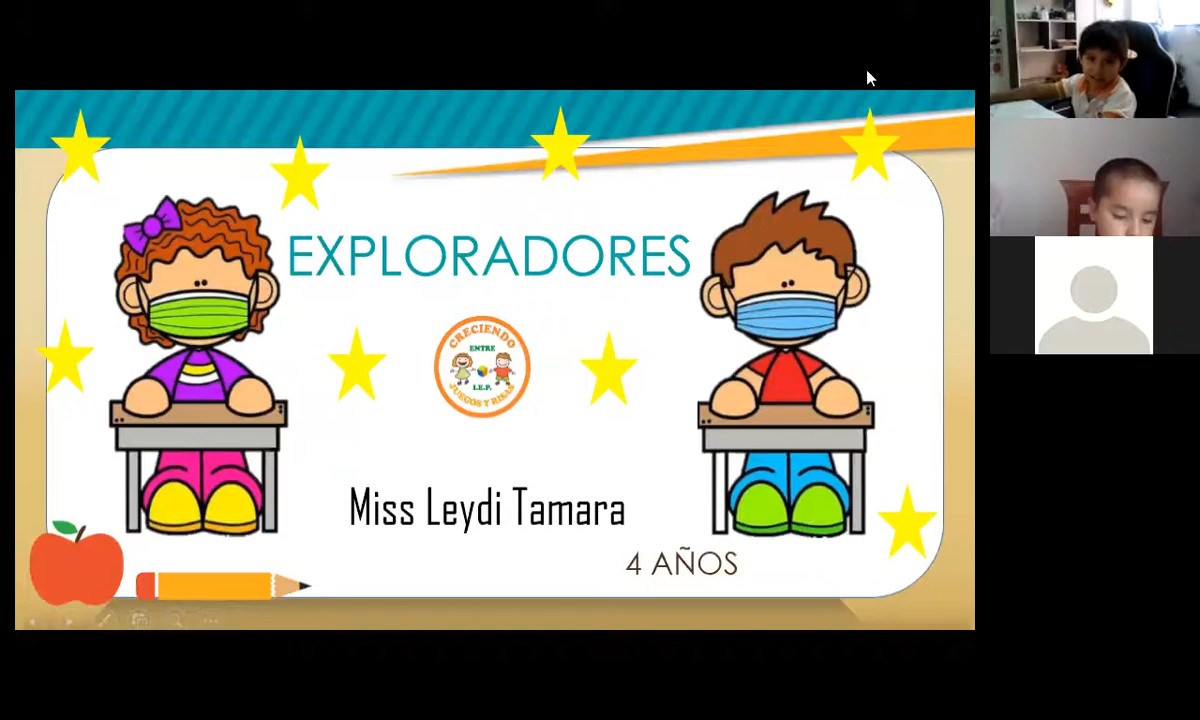 EXPLORADORES
CRECIENDO
ENTRE
I.E.P.
JUEGOS Y RISAS
Miss Leydi Tamara
4 AÑOS